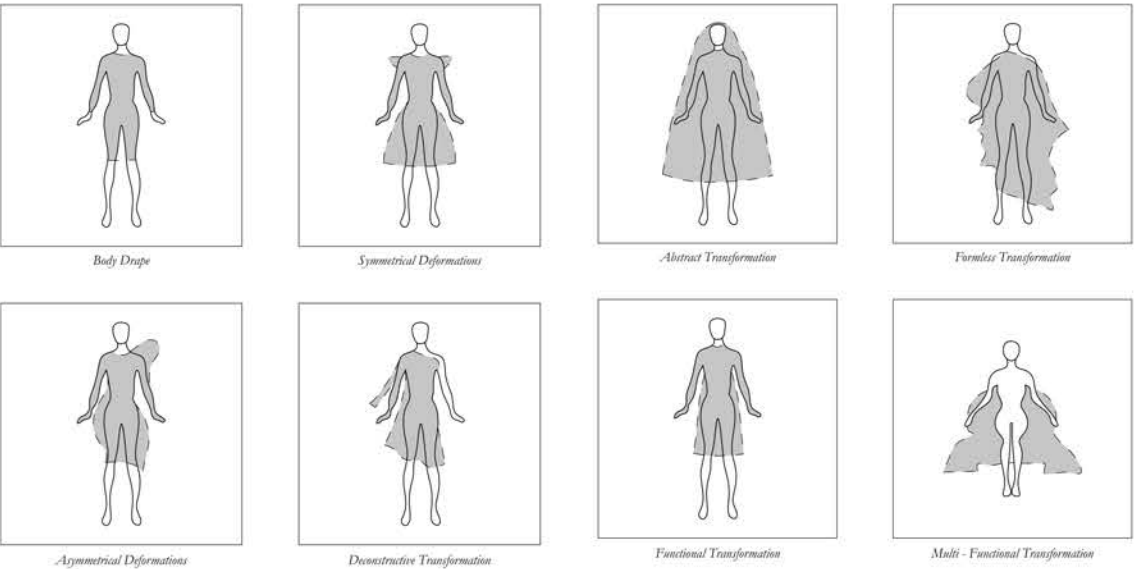 Body Drape
Symmetrical Deformations
Abstract Transformation
Formless Transformation
Asymmetrical Deformations
Deconstructive Transformation
Functional Transformation
Multi - Functional Transformation